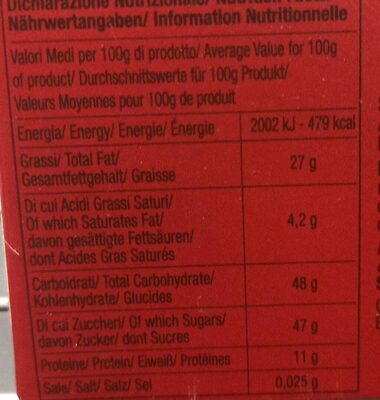 Dichiarazione Nutrizionale/
Nährwertangaben/ Information Nutritionnelle
Valori Medi per 100g di prodotto/ Average Value for 100g
of product/ Durchschnittswerte für 100g Produkt/
Valeurs Moyennes pour 100g de produit
Energia/ Energy/ Energie/ Énergie 2002 kJ - 479 kcal
Grassi/ Total Fat/
Gesamtfettgehalt/ Graisse 27 g
Di cui Acidi Grassi Saturi/
Of which Saturates Fat/
davon gesättigte Fettsäuren/
dont Acides Gras Saturés 4,2 g
Carboidrati/ Total Carbohydrate/
Kohlenhydrate/ Glucides 48 g
Di cui Zuccheri/ Of which Sugars/
davon Zucker/ dont Sucres 47 g
Proteine/ Protein/ Eiweiß/ Protéines 11 g
Sale/ Salt/ Salz/ Sel 0,025 g